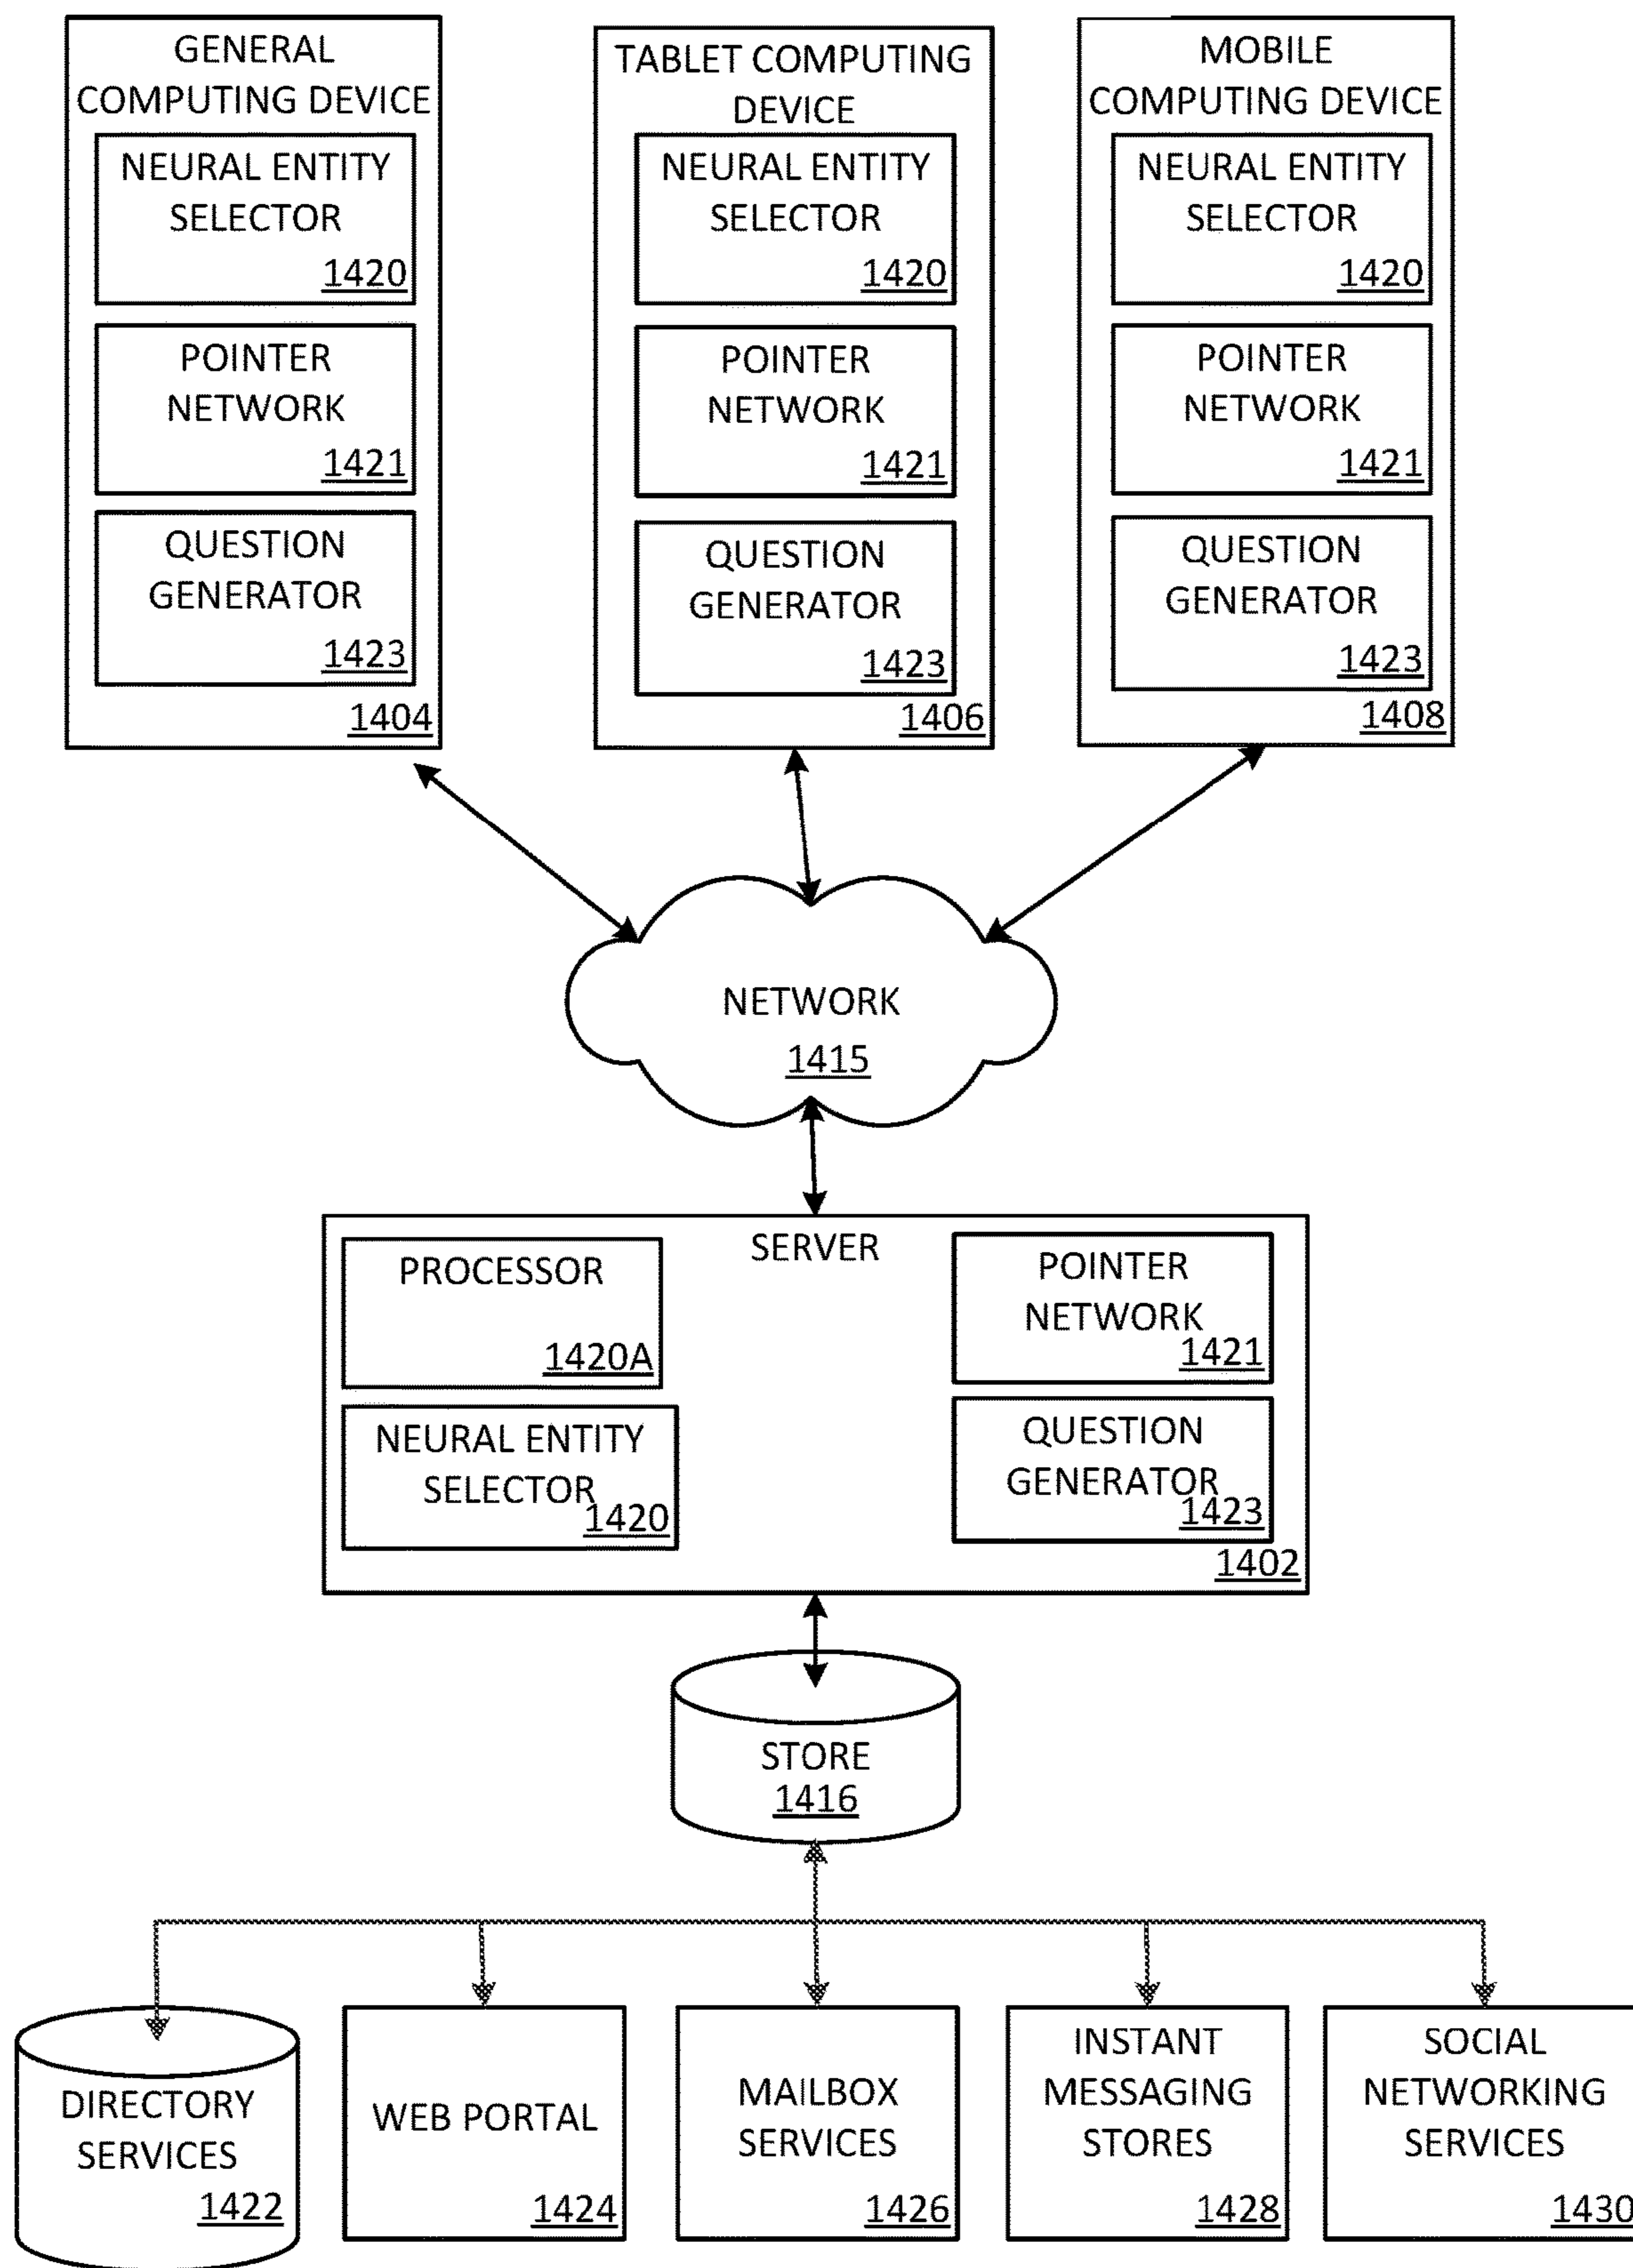 GENERAL
COMPUTING DEVICE
NEURAL ENTITY
SELECTOR
1420
POINTER
NETWORK
1421
QUESTION
GENERATOR
1423
1404
TABLET COMPUTING
DEVICE
NEURAL ENTITY
SELECTOR
1420
POINTER
NETWORK
1421
QUESTION
GENERATOR
1423
1406
MOBILE
COMPUTING DEVICE
NEURAL ENTITY
SELECTOR
1420
POINTER
NETWORK
1421
QUESTION
GENERATOR
1423
1408
NETWORK
1415
SERVER
PROCESSOR
1420A
NEURAL ENTITY
SELECTOR
1420
POINTER
NETWORK
1421
QUESTION
GENERATOR
1423
1402
STORE
1416
DIRECTORY
SERVICES
1422
WEB PORTAL
1424
MAILBOX
SERVICES
1426
INSTANT
MESSAGING
STORES
1428
SOCIAL
NETWORKING
SERVICES
1430